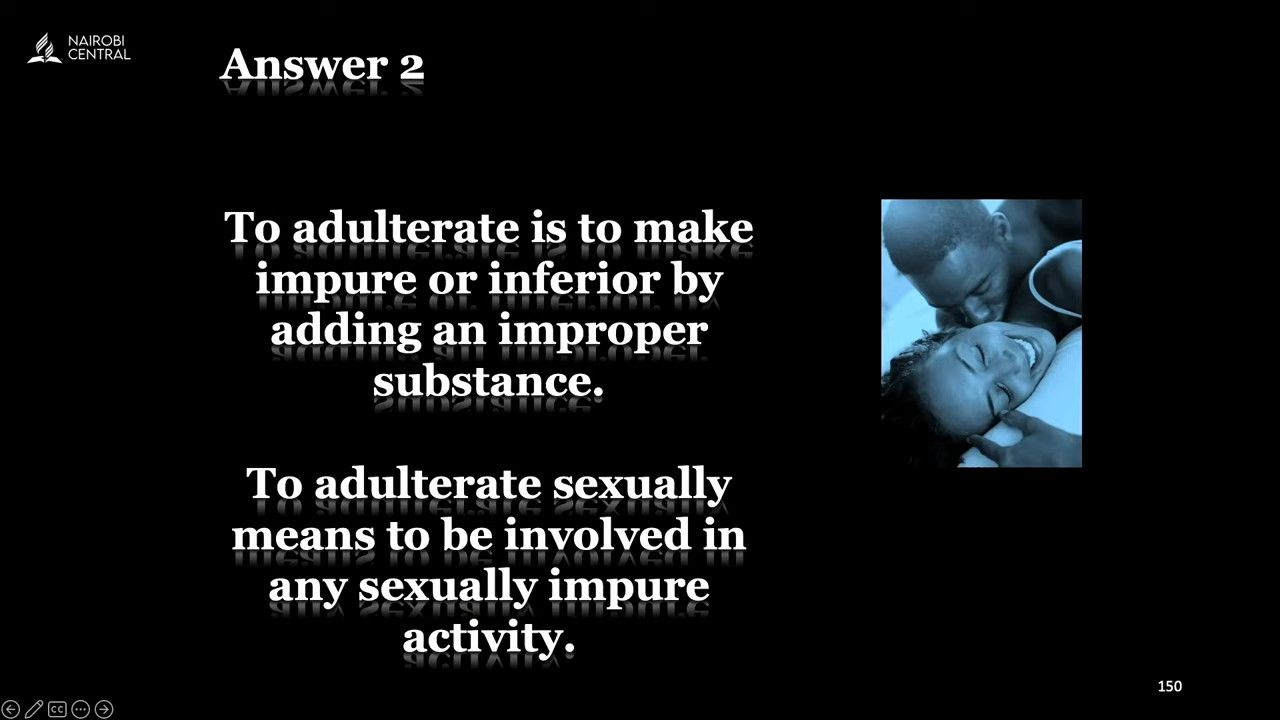 NAIROBI
CENTRAL
Answer 2
To adulterate is to make
impure or inferior by
adding an improper
substance.
To adulterate sexually
means to be involved in
any sexually impure
activity.
150
CC